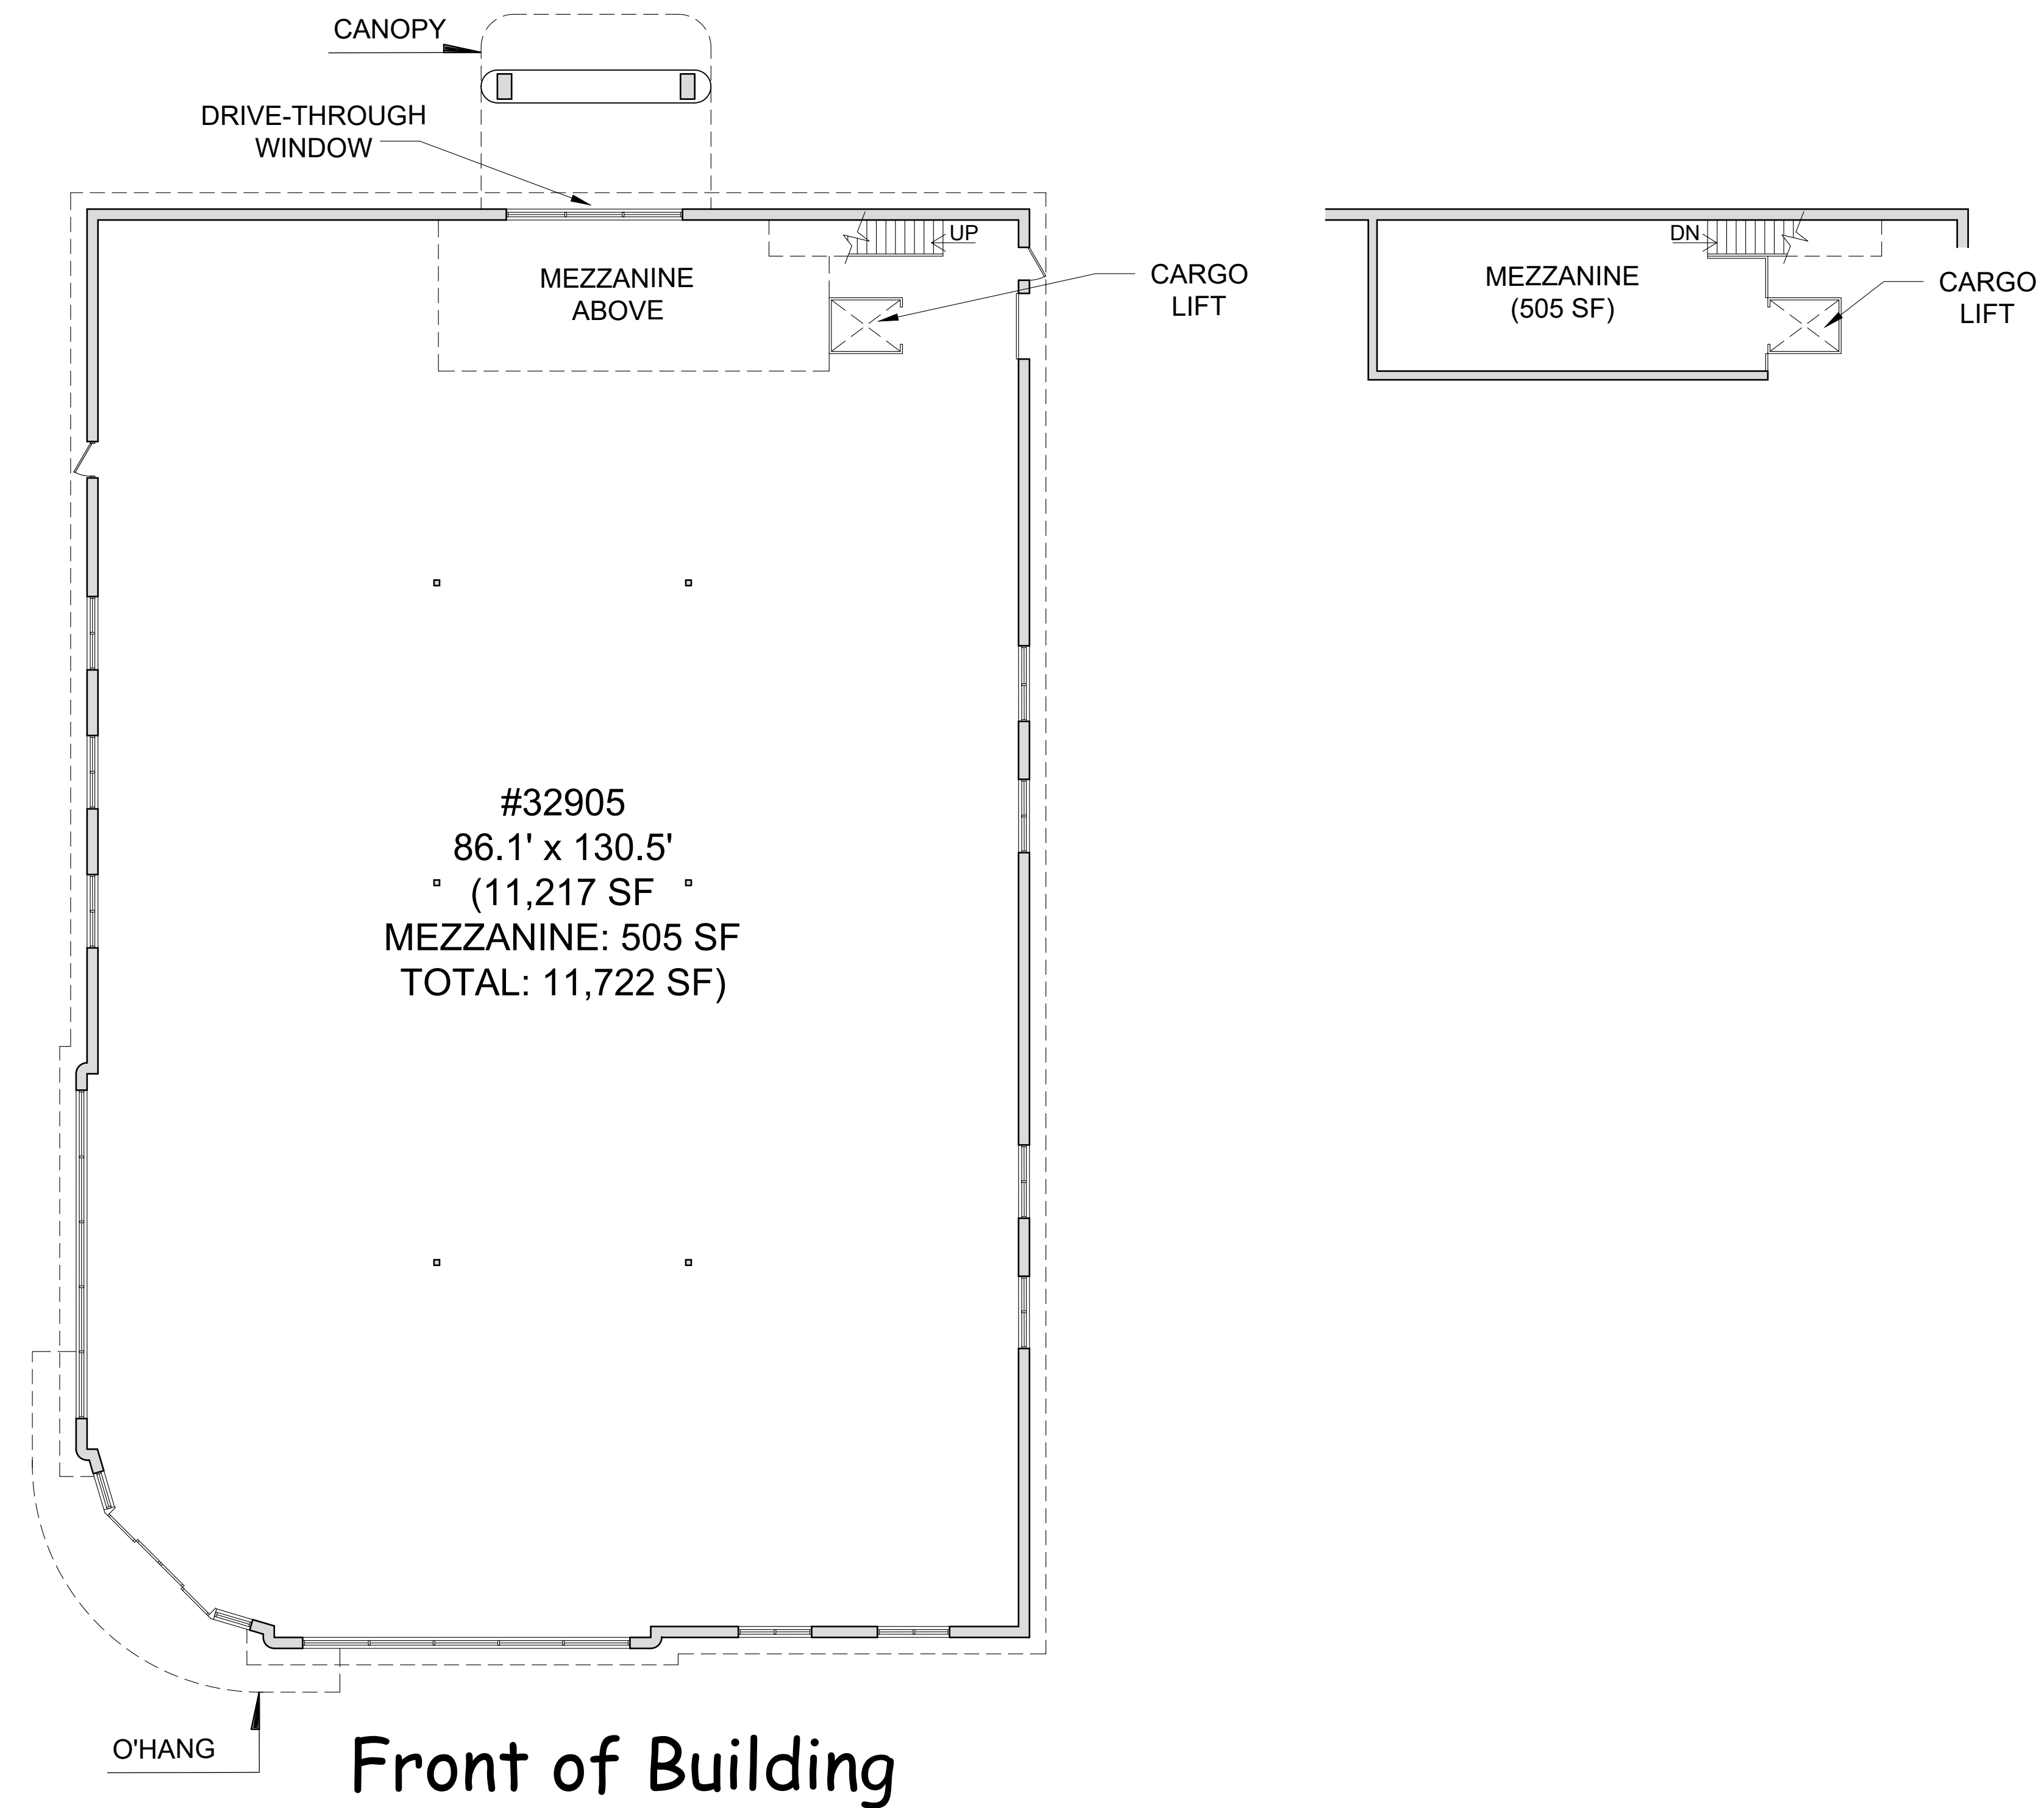 CANOPY
DRIVE-THROUGH
WINDOW
UP
MEZZANINE
ABOVE
CARGO
LIFT
DN
MEZZANINE
(505 SF)
CARGO
LIFT
#32905
86.1' x 130.5'
(11,217 SF
MEZZANINE: 505 SF
TOTAL: 11,722 SF)
O'HANG
Front of Building